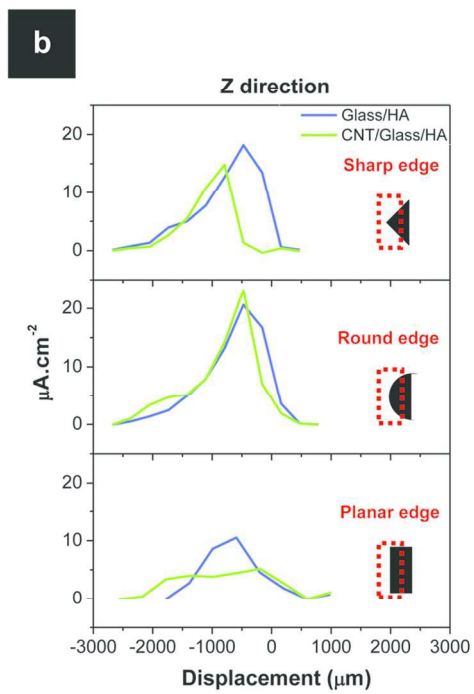 b
Z direction
Glass/HA
CNT/Glass/HA
20
10
0
Sharp edge
20
10
0
Round edge
20
10
0
Planar edge
μA.cm⁻²
-3000 -2000 -1000 0 1000 2000 3000
Displacement (μm)